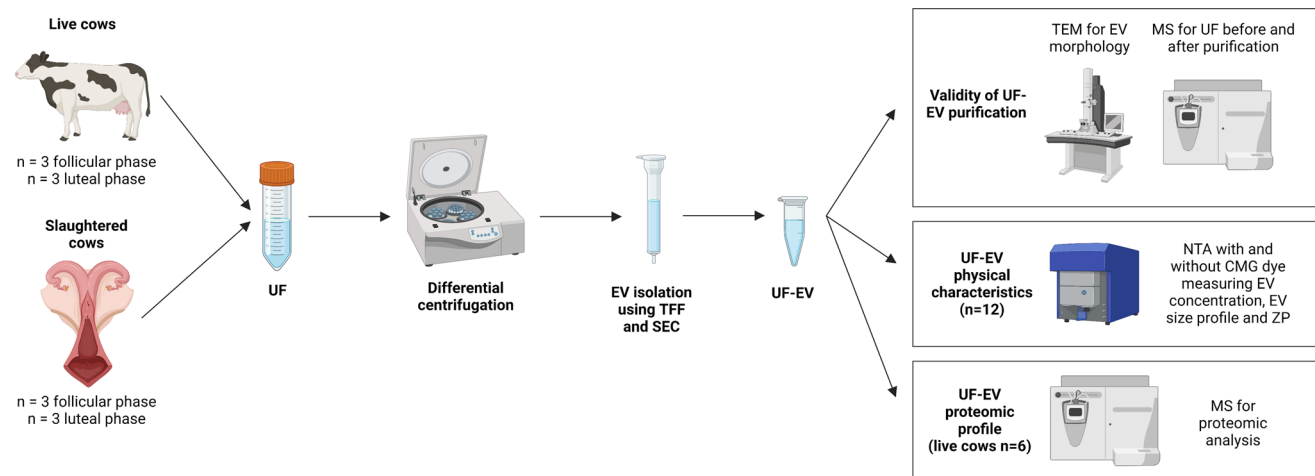 Live cows
n = 3 follicular phase
n = 3 luteal phase
Slaughtered
cows
n = 3 follicular phase
n = 3 luteal phase
UF
Differential
centrifugation
EV isolation
using TFF
and SEC
UF-EV
Validity of UF-
EV purification
TEM for EV
morphology
MS for UF before and
after purification
UF-EV
physical
characteristics
(n=12)
NTA with and
without CMG dye
measuring EV
concentration, EV
size profile and ZP
UF-EV
proteomic
profile
(live cows n=6)
MS for
proteomic
analysis